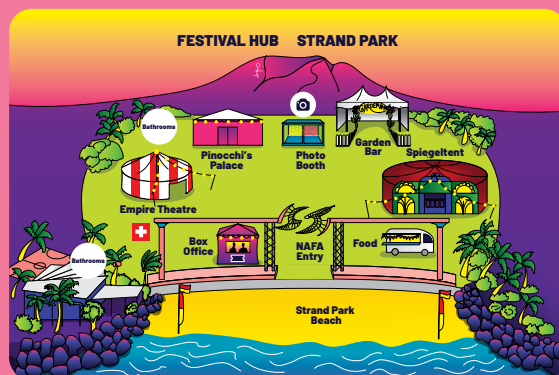 FESTIVAL HUB STRAND PARK
Bathrooms
Pinocchi's
Palace
Photo
Booth
Garden
Bar
Spiegeltent
Empire Theatre
Bathrooms
Box
Office
NAFA
Entry
Food
Strand Park
Beach